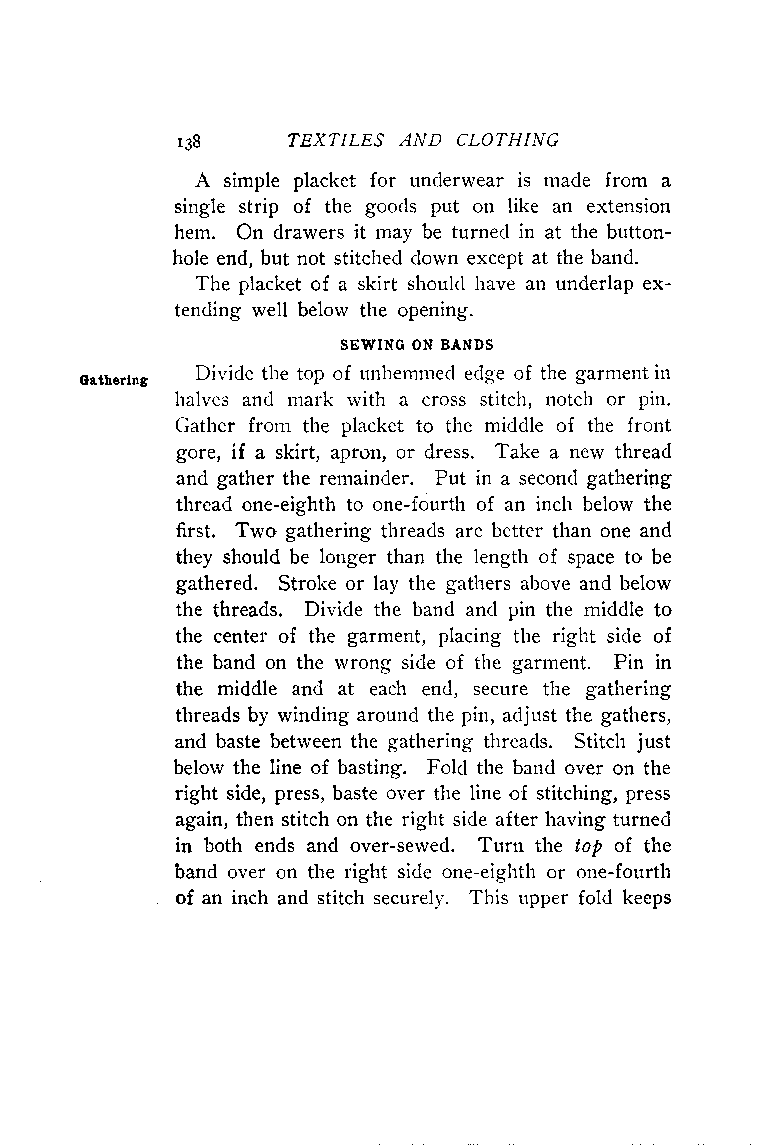 138 TEXTILES AND CLOTHING
A simple placket for underwear is made from a
single strip of the goods put on like an extension
hem. On drawers it may be turned in at the button-
hole end, but not stitched down except at the band.
The placket of a skirt should have an underlap ex-
tending well below the opening.
SEWING ON BANDS
Gathering
Divide the top of unhemmed edge of the garment in
halves and mark with a cross stitch, notch or pin.
Gather from the placket to the middle of the front
gore, if a skirt, apron, or dress. Take a new thread
and gather the remainder. Put in a second gathering
thread one-eighth to one-fourth of an inch below the
first. Two gathering threads are better than one and
they should be longer than the length of space to be
gathered. Stroke or lay the gathers above and below
the threads. Divide the band and pin the middle to
the center of the garment, placing the right side of
the band on the wrong side of the garment. Pin in
the middle and at each end, secure the gathering
threads by winding around the pin, adjust the gathers,
and baste between the gathering threads. Stitch just
below the line of basting. Fold the band over on the
right side, press, baste over the line of stitching, press
again, then stitch on the right side after having turned
in both ends and over-sewed. Turn the top of the
band over on the right side one-eighth or one-fourth
of an inch and stitch securely. This upper fold keeps